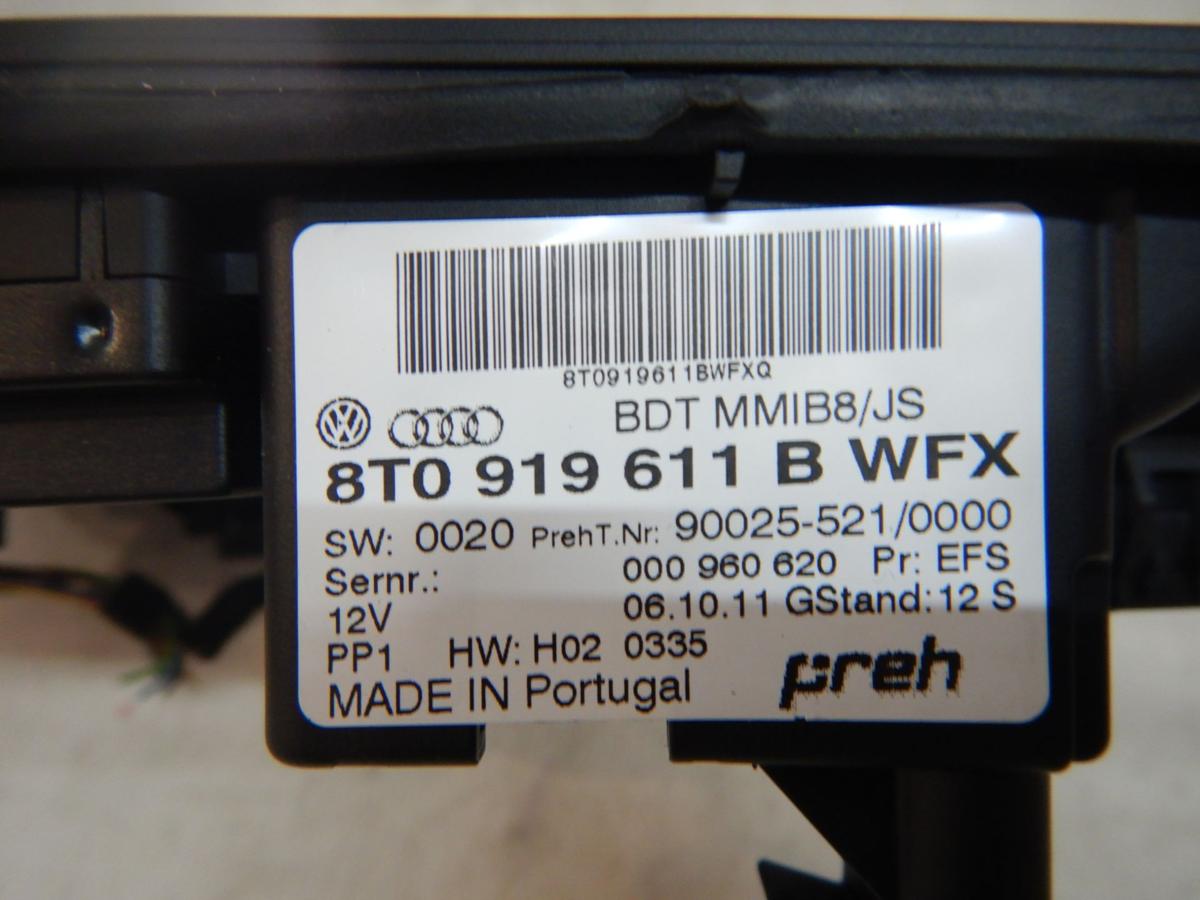 8T0919611BWFXQ
BDT MMIB8/JS
8T0 919 611 B WFX
SW: 0020 PrehT.Nr: 90025-521/0000
Sernr.: 000 960 620 Pr: EFS
12V 06.10.11 GStand: 12 S
PP1 HW: H02 0335
MADE IN Portugal preh